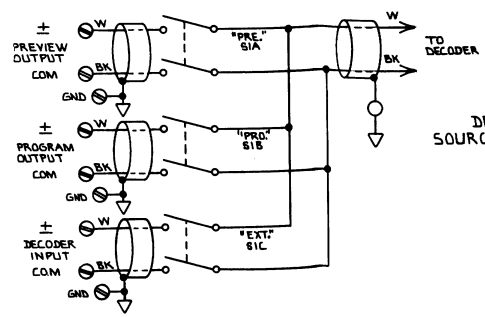 ±
PREVIEW
OUTPUT
COM
W
BK
GND
"PRE."
S1A
W
BK
TO
DECODER
±
PROGRAM
OUTPUT
COM
W
BK
GND
"PRO."
S1B
±
DECODER
INPUT
COM
W
BK
GND
"EXT."
S1C
SOURC